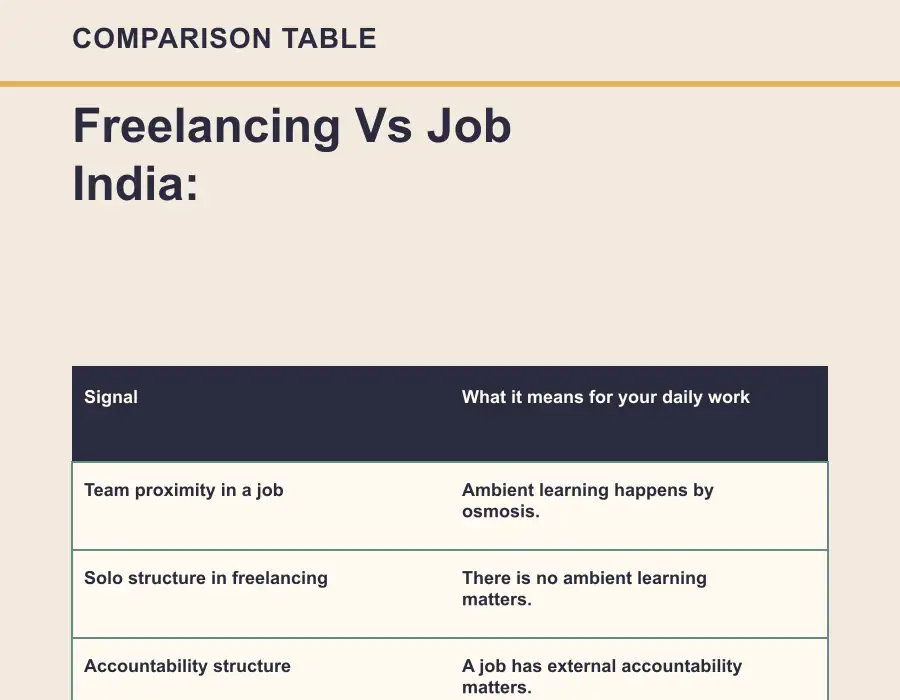 COMPARISON TABLE
Freelancing Vs Job
India:
Signal
What it means for your daily work
Team proximity in a job
Ambient learning happens by
osmosis.
Solo structure in freelancing
There is no ambient learning
matters.
Accountability structure
A job has external accountability
matters.